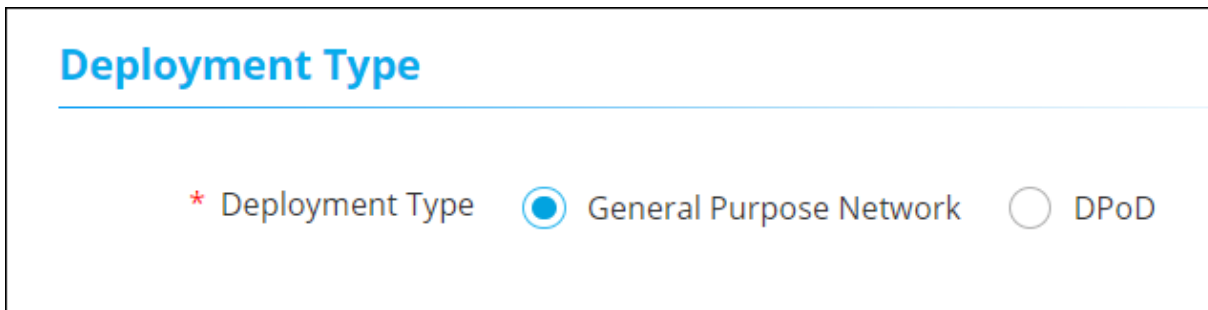 Deployment Type
* Deployment Type General Purpose Network DPoD